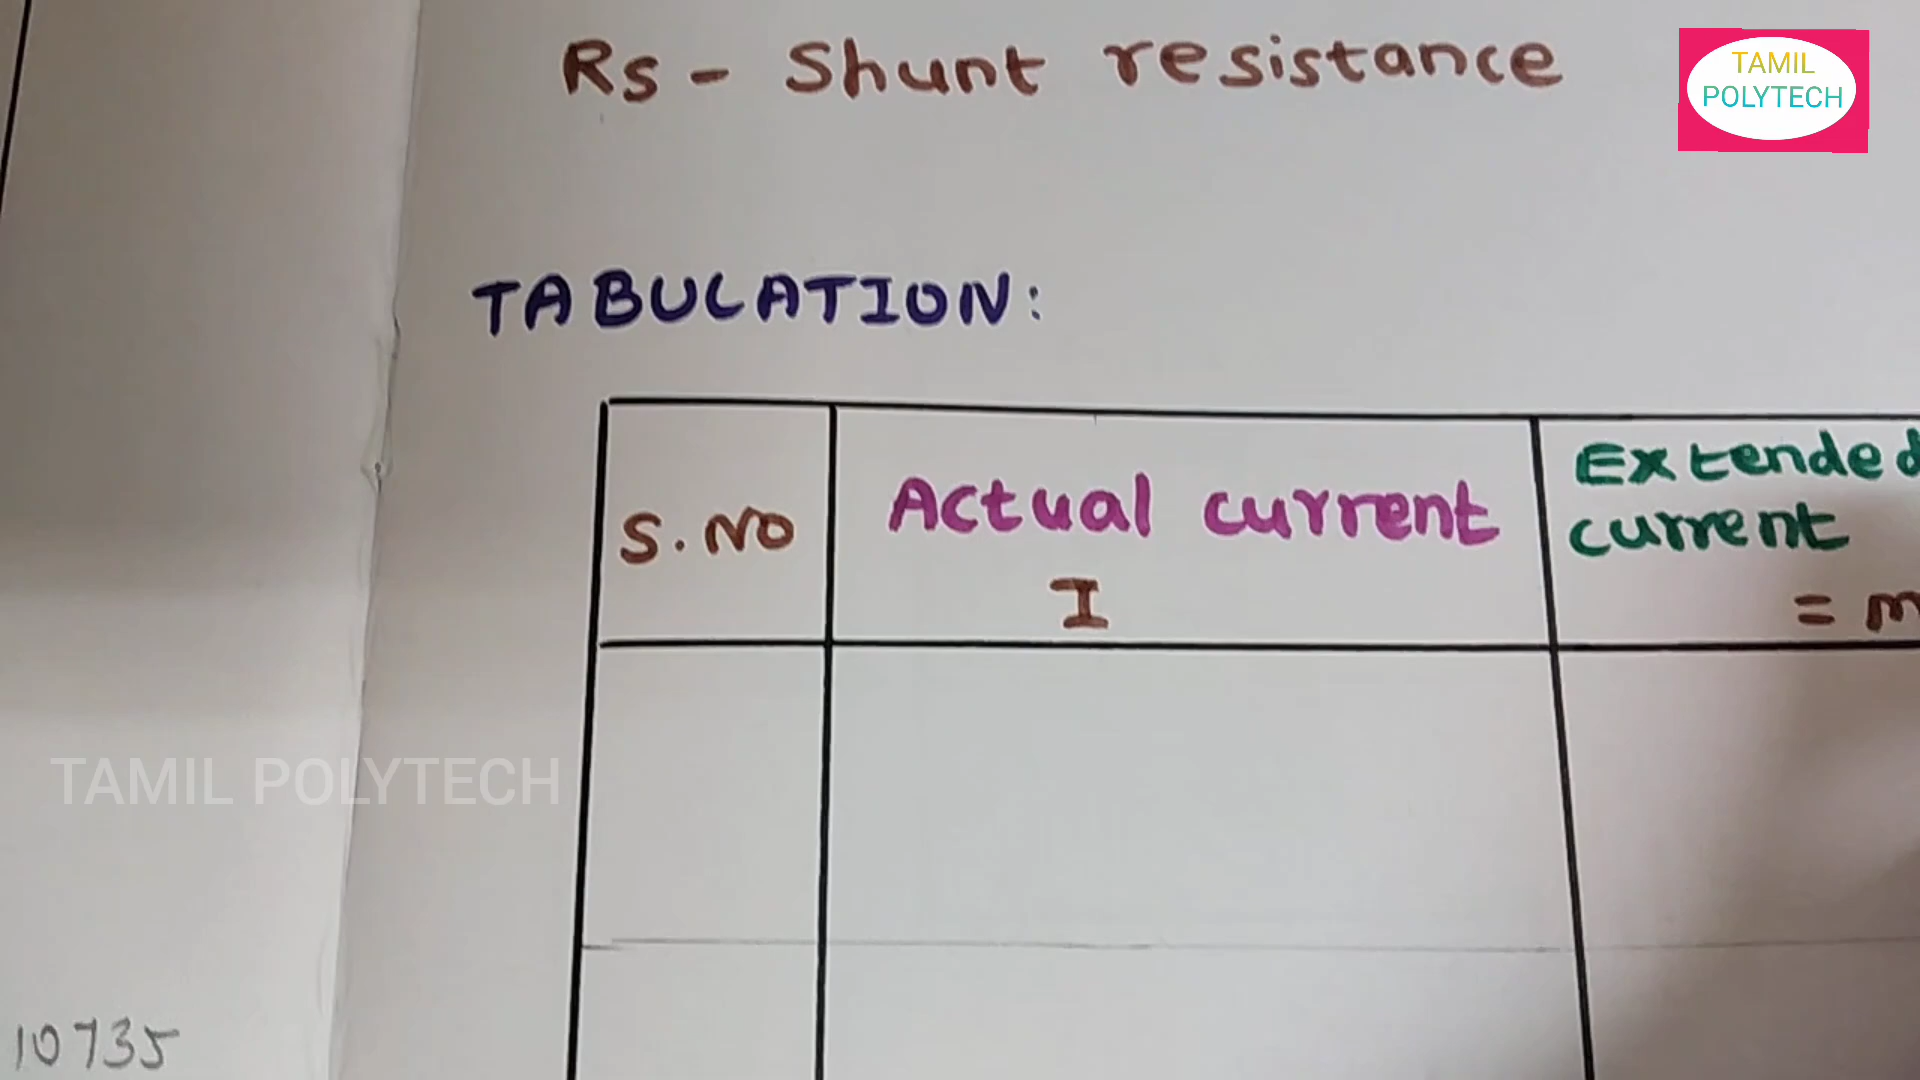 Rs - Shunt resistance
TAMIL
POLYTECH
TABULATION:
S.NO
Actual current
I
Extended
current
= m
TAMIL POLYTECH
10735